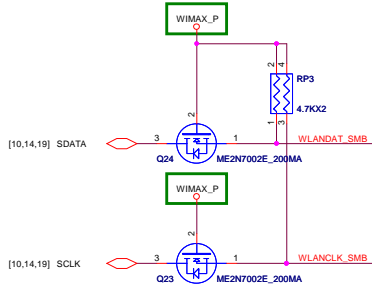 WIMAX_P
2 4
RP3
4.7KX2
2
1 3
[10,14,19] SDATA 3 1 WLANDAT_SMB
Q24 ME2N7002E_200MA
WIMAX_P
2
[10,14,19] SCLK 3 1 WLANCLK_SMB
Q23 ME2N7002E_200MA